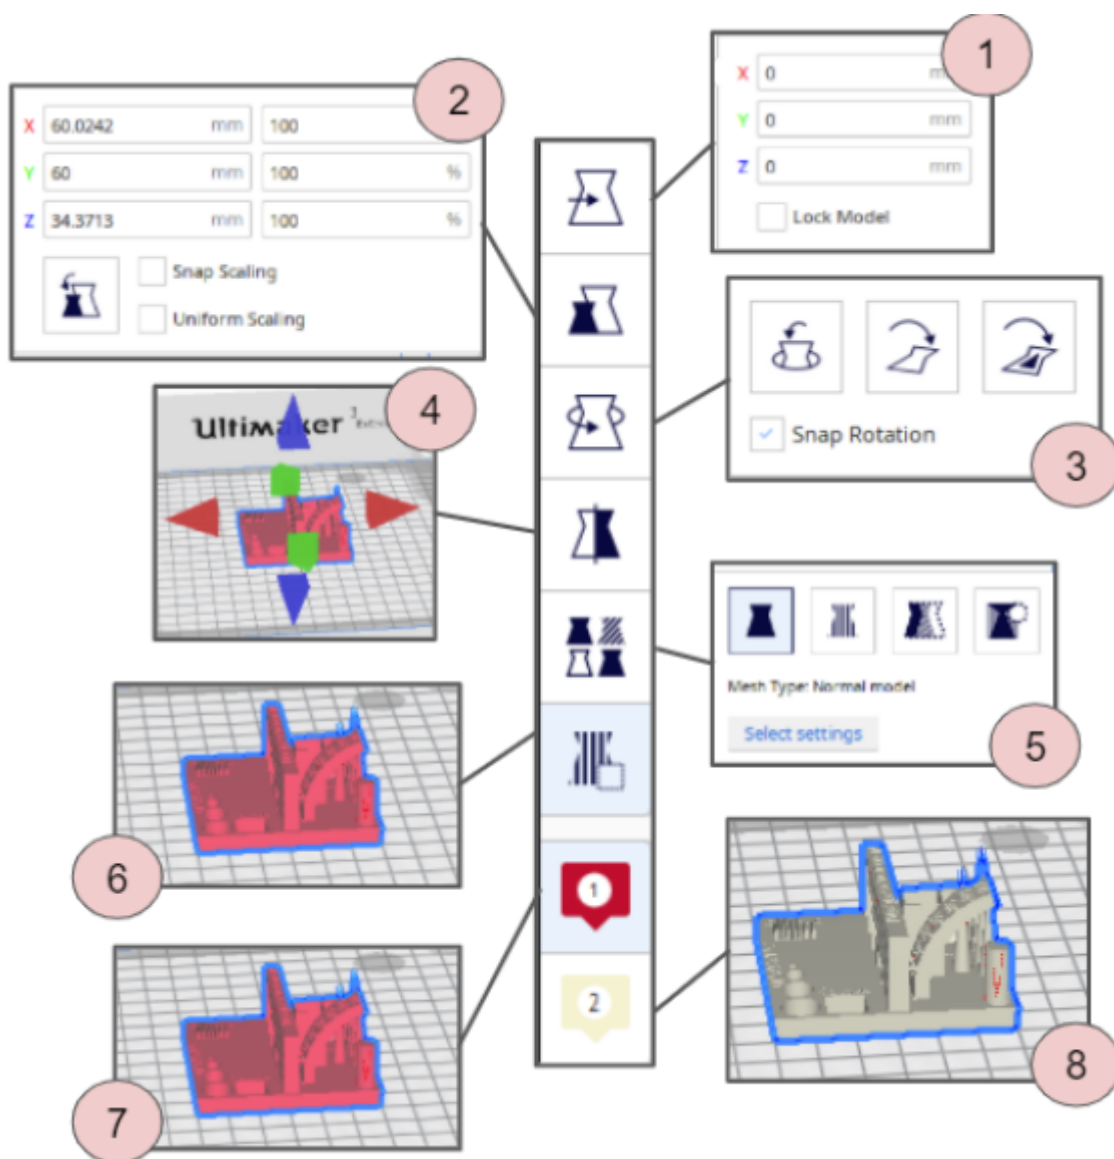 1
X 0 m
Y 0 mm
Z 0 mm
Lock Model
2
X 60.0242 mm 100
Y 60 mm 100 %
Z 34.3713 mm 100 %
Snap Scaling
Uniform Scaling
Snap Rotation
3
4
Ultimaker 3
Mesh Type: Normal model
Select settings
5
6
1
7
2
8